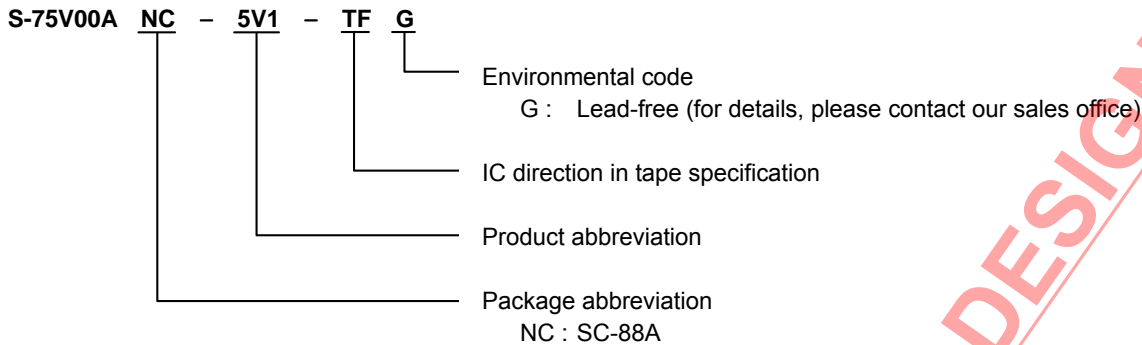 S-75V00A NC – 5V1 – TF G
Environmental code
G : Lead-free (for details, please contact our sales office)
IC direction in tape specification
Product abbreviation
Package abbreviation
NC : SC-88A
DESIGN